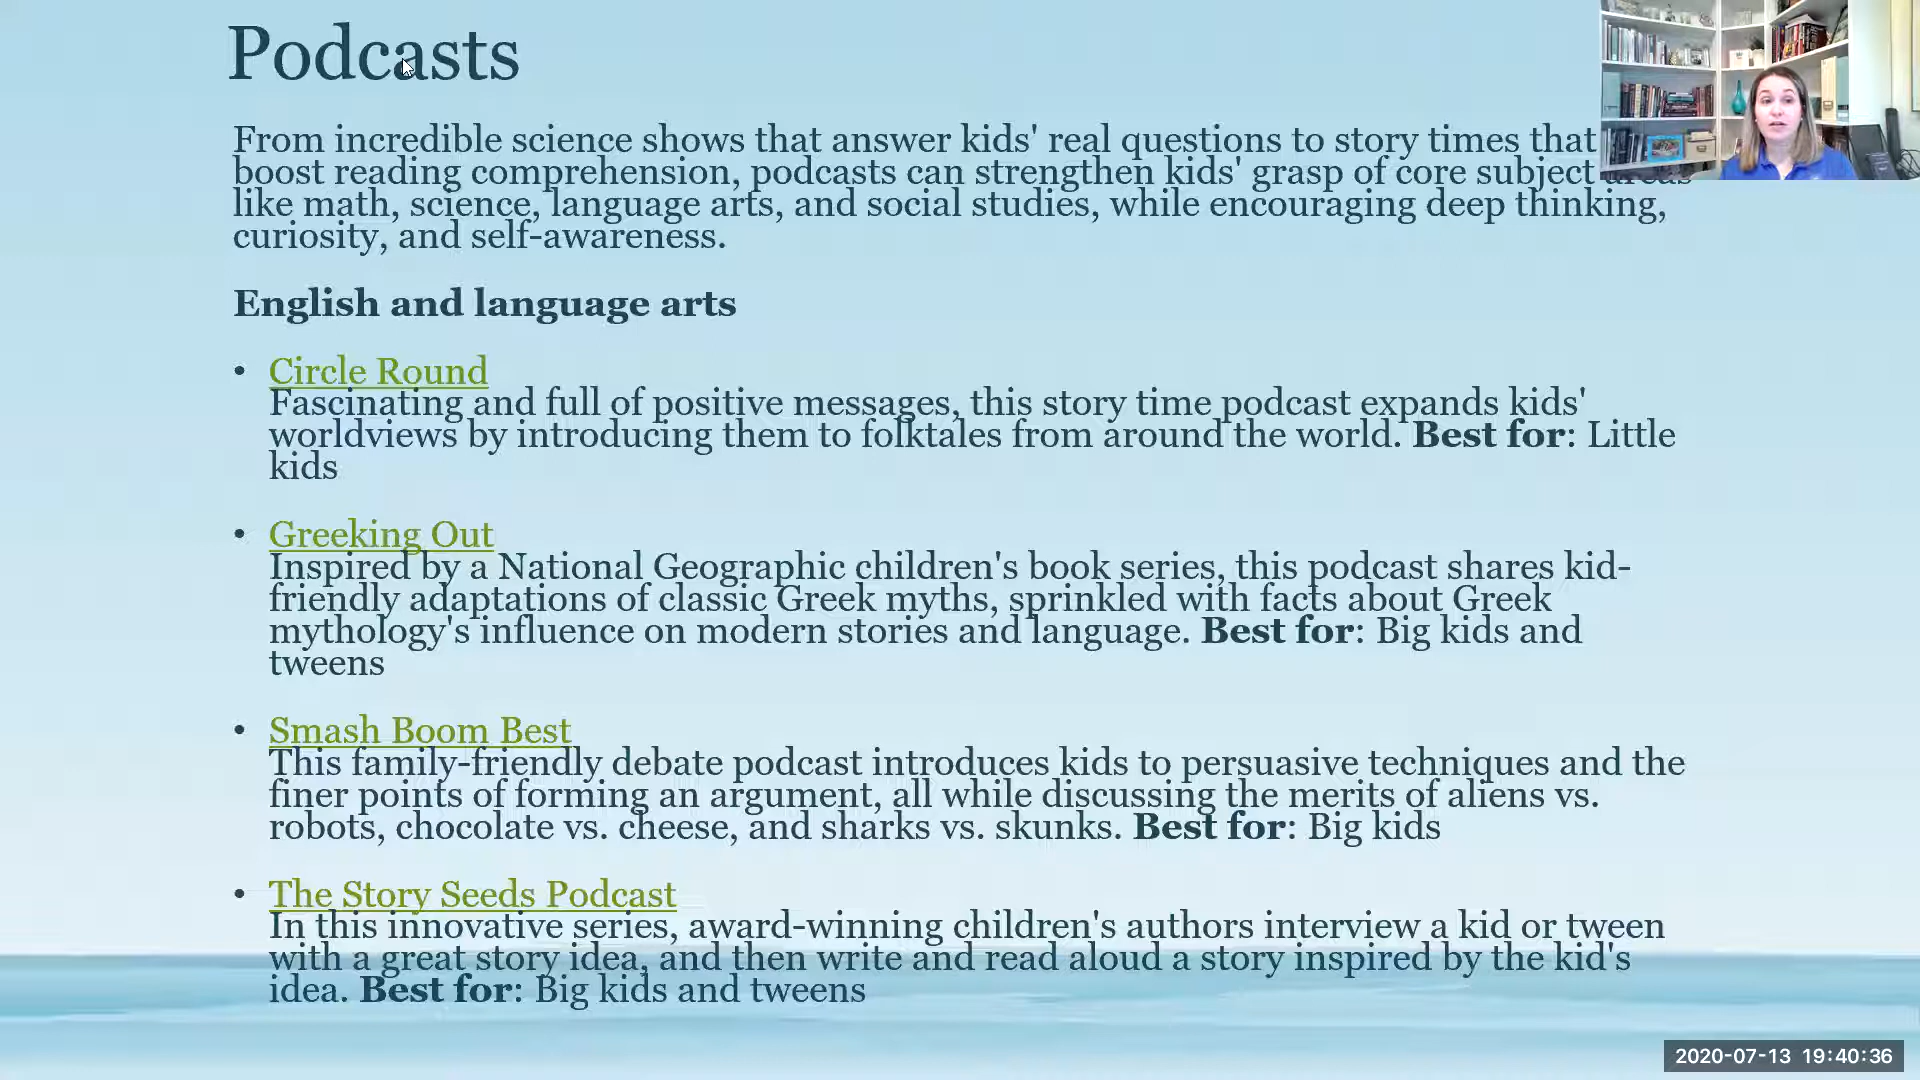 Podcasts
From incredible science shows that answer kids' real questions to story times that
boost reading comprehension, podcasts can strengthen kids' grasp of core subject areas
like math, science, language arts, and social studies, while encouraging deep thinking,
curiosity, and self-awareness.
English and language arts
• Circle Round
Fascinating and full of positive messages, this story time podcast expands kids'
worldviews by introducing them to folktales from around the world. Best for: Little
kids
• Greeking Out
Inspired by a National Geographic children's book series, this podcast shares kid-
friendly adaptations of classic Greek myths, sprinkled with facts about Greek
mythology's influence on modern stories and language. Best for: Big kids and
tweens
• Smash Boom Best
This family-friendly debate podcast introduces kids to persuasive techniques and the
finer points of forming an argument, all while discussing the merits of aliens vs.
robots, chocolate vs. cheese, and sharks vs. skunks. Best for: Big kids
• The Story Seeds Podcast
In this innovative series, award-winning children's authors interview a kid or tween
with a great story idea, and then write and read aloud a story inspired by the kid's
idea. Best for: Big kids and tweens
2020-07-13 19:40:36